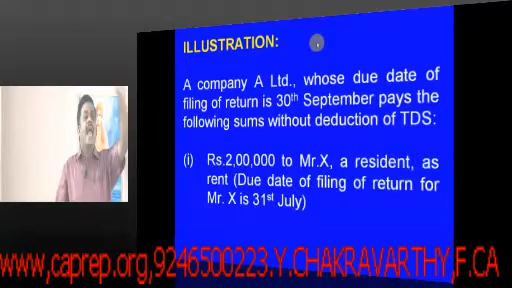 ILLUSTRATION:
A company A Ltd., whose due date of
filing of return is 30th September pays the
following sums without deduction of TDS:
(i) Rs.2,00,000 to Mr.X, a resident, as
rent (Due date of filing of return for
Mr. X is 31st July)
www,caprep.org,9246500223.Y.CHAKRAVARTHY,F.CA